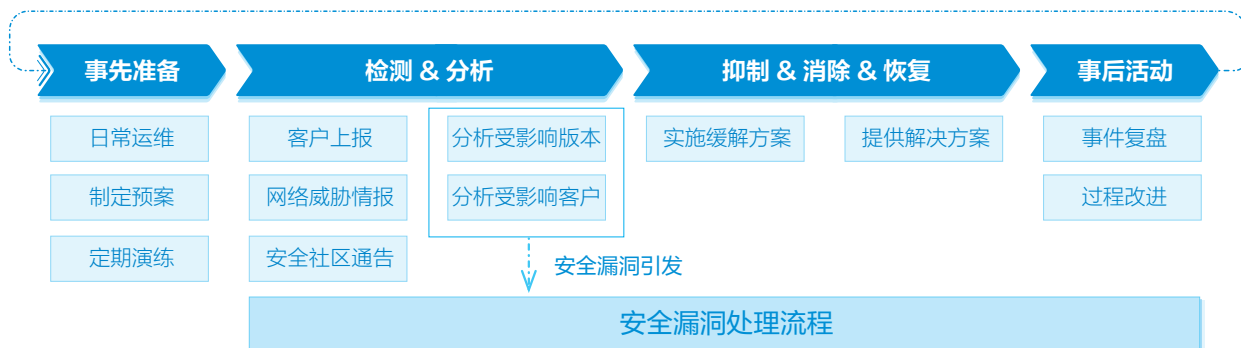 事先准备
检测 & 分析
抑制 & 消除 & 恢复
事后活动
日常运维
客户上报
分析受影响版本
实施缓解方案
提供解决方案
事件复盘
制定预案
网络威胁情报
分析受影响客户
过程改进
定期演练
安全社区通告
安全漏洞引发
安全漏洞处理流程